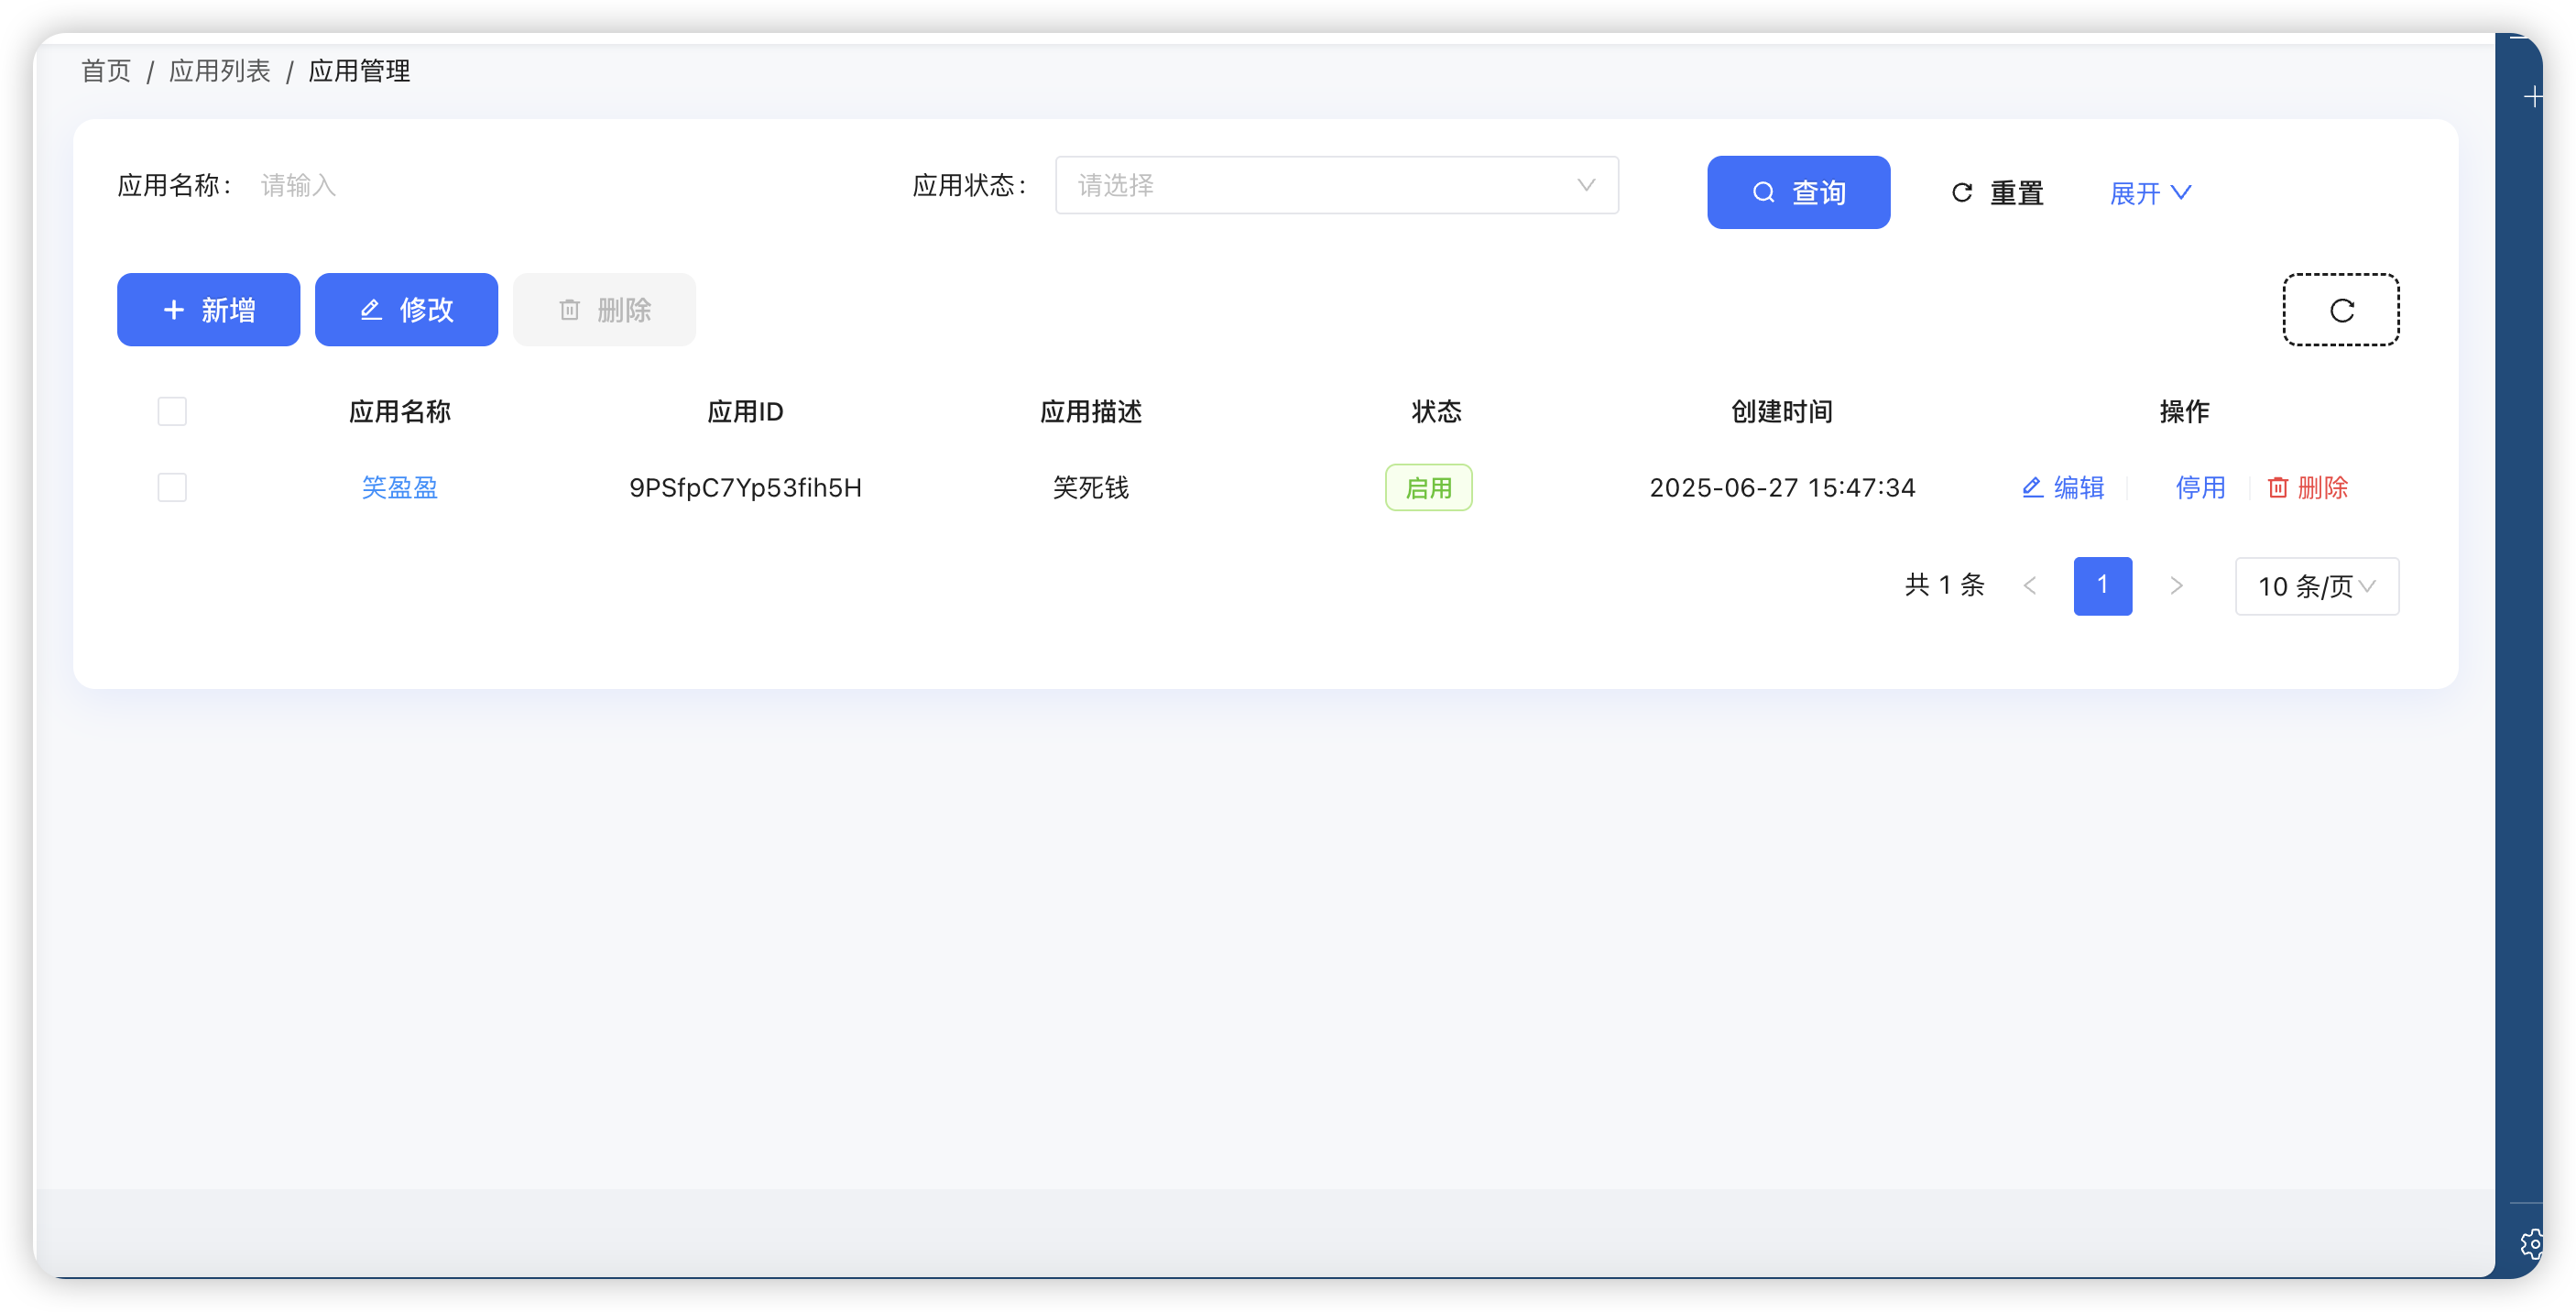 首页 / 应用列表 / 应用管理
应用名称： 请输入 应用状态： 请选择 查询 重置 展开
新增 修改 删除
应用名称 应用ID 应用描述 状态 创建时间 操作
笑盈盈 9PSfpC7Yp53fih5H 笑死钱 启用 2025-06-27 15:47:34 编辑 停用 删除
共 1 条 1 10 条/页